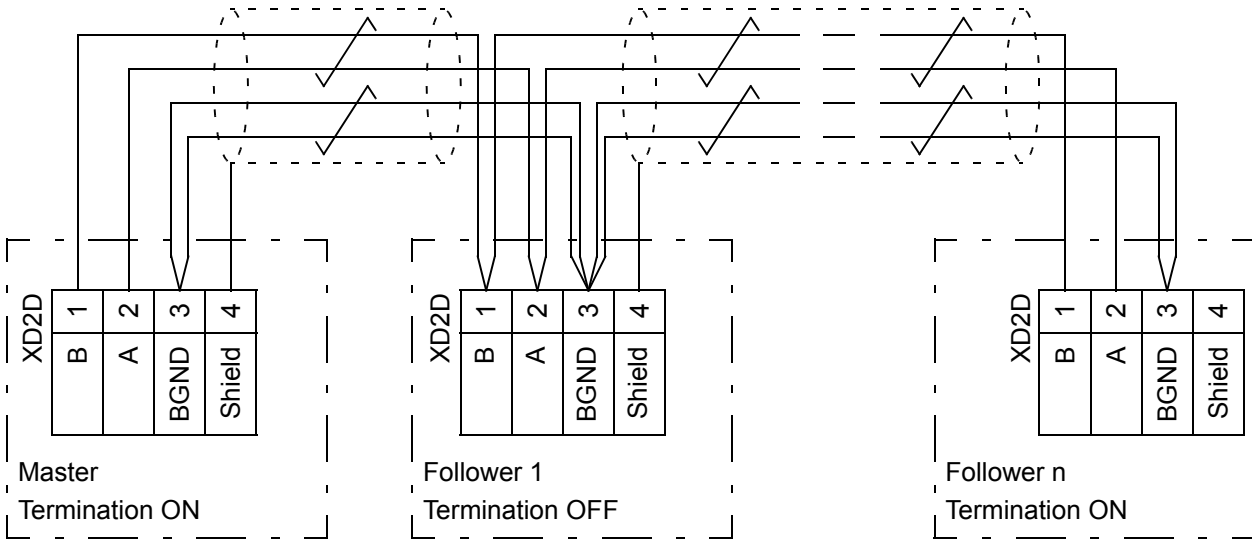 XD2D
1 2 3 4
B A BGND Shield
Master
Termination ON
XD2D
1 2 3 4
B A BGND Shield
Follower 1
Termination OFF
XD2D
1 2 3 4
B A BGND Shield
Follower n
Termination ON